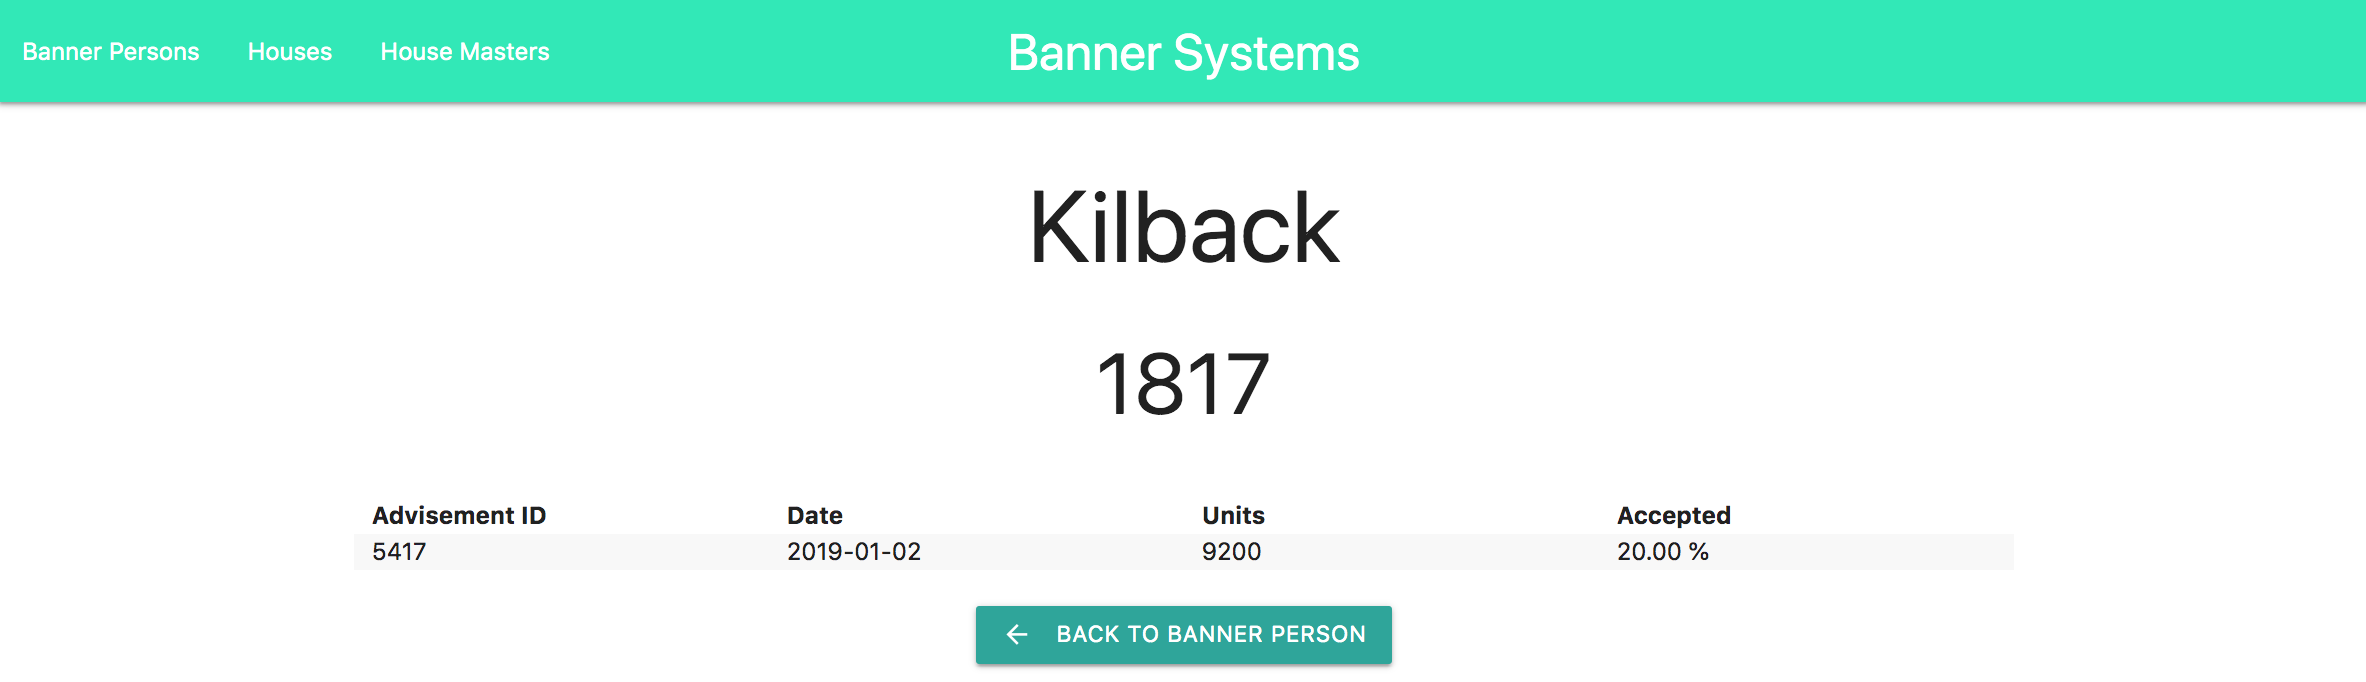 Banner Persons Houses House Masters Banner Systems
Kilback
1817
Advisement ID Date Units Accepted
5417 2019-01-02 9200 20.00 %
BACK TO BANNER PERSON